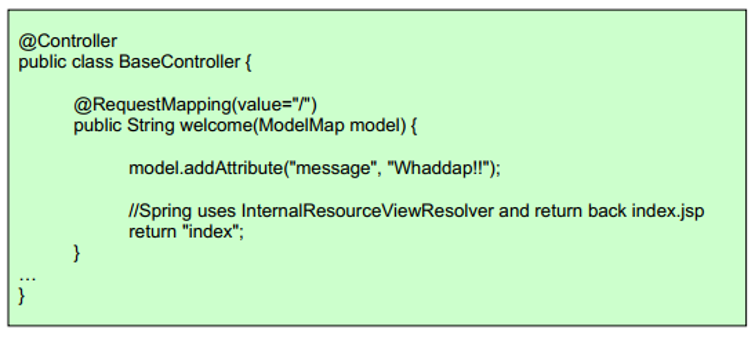 @Controller
public class BaseController {
@RequestMapping(value="/")
public String welcome(ModelMap model) {
model.addAttribute("message", "Whaddap!!");
//Spring uses InternalResourceViewResolver and return back index.jsp
return "index";
}
…
}